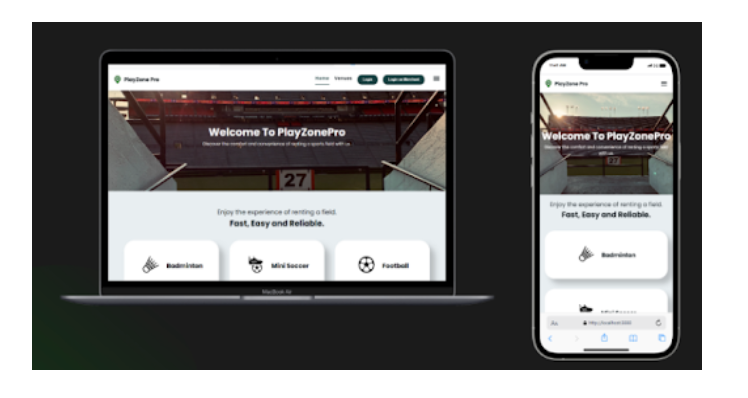 PlayZone Pro
Home Venues Login Login as Merchant
Welcome To PlayZonePro
Discover the comfort and convenience of renting a sports field with us
27
Enjoy the experience of renting a field.
Fast, Easy and Reliable.
Badminton
Mini Soccer
Football
MacBook Air
PlayZone Pro
Welcome To PlayZonePro
Discover the comfort and convenience of renting a sports field
with us
27
Enjoy the experience of renting a field.
Fast, Easy and Reliable.
Badminton
Mini Soccer
AA